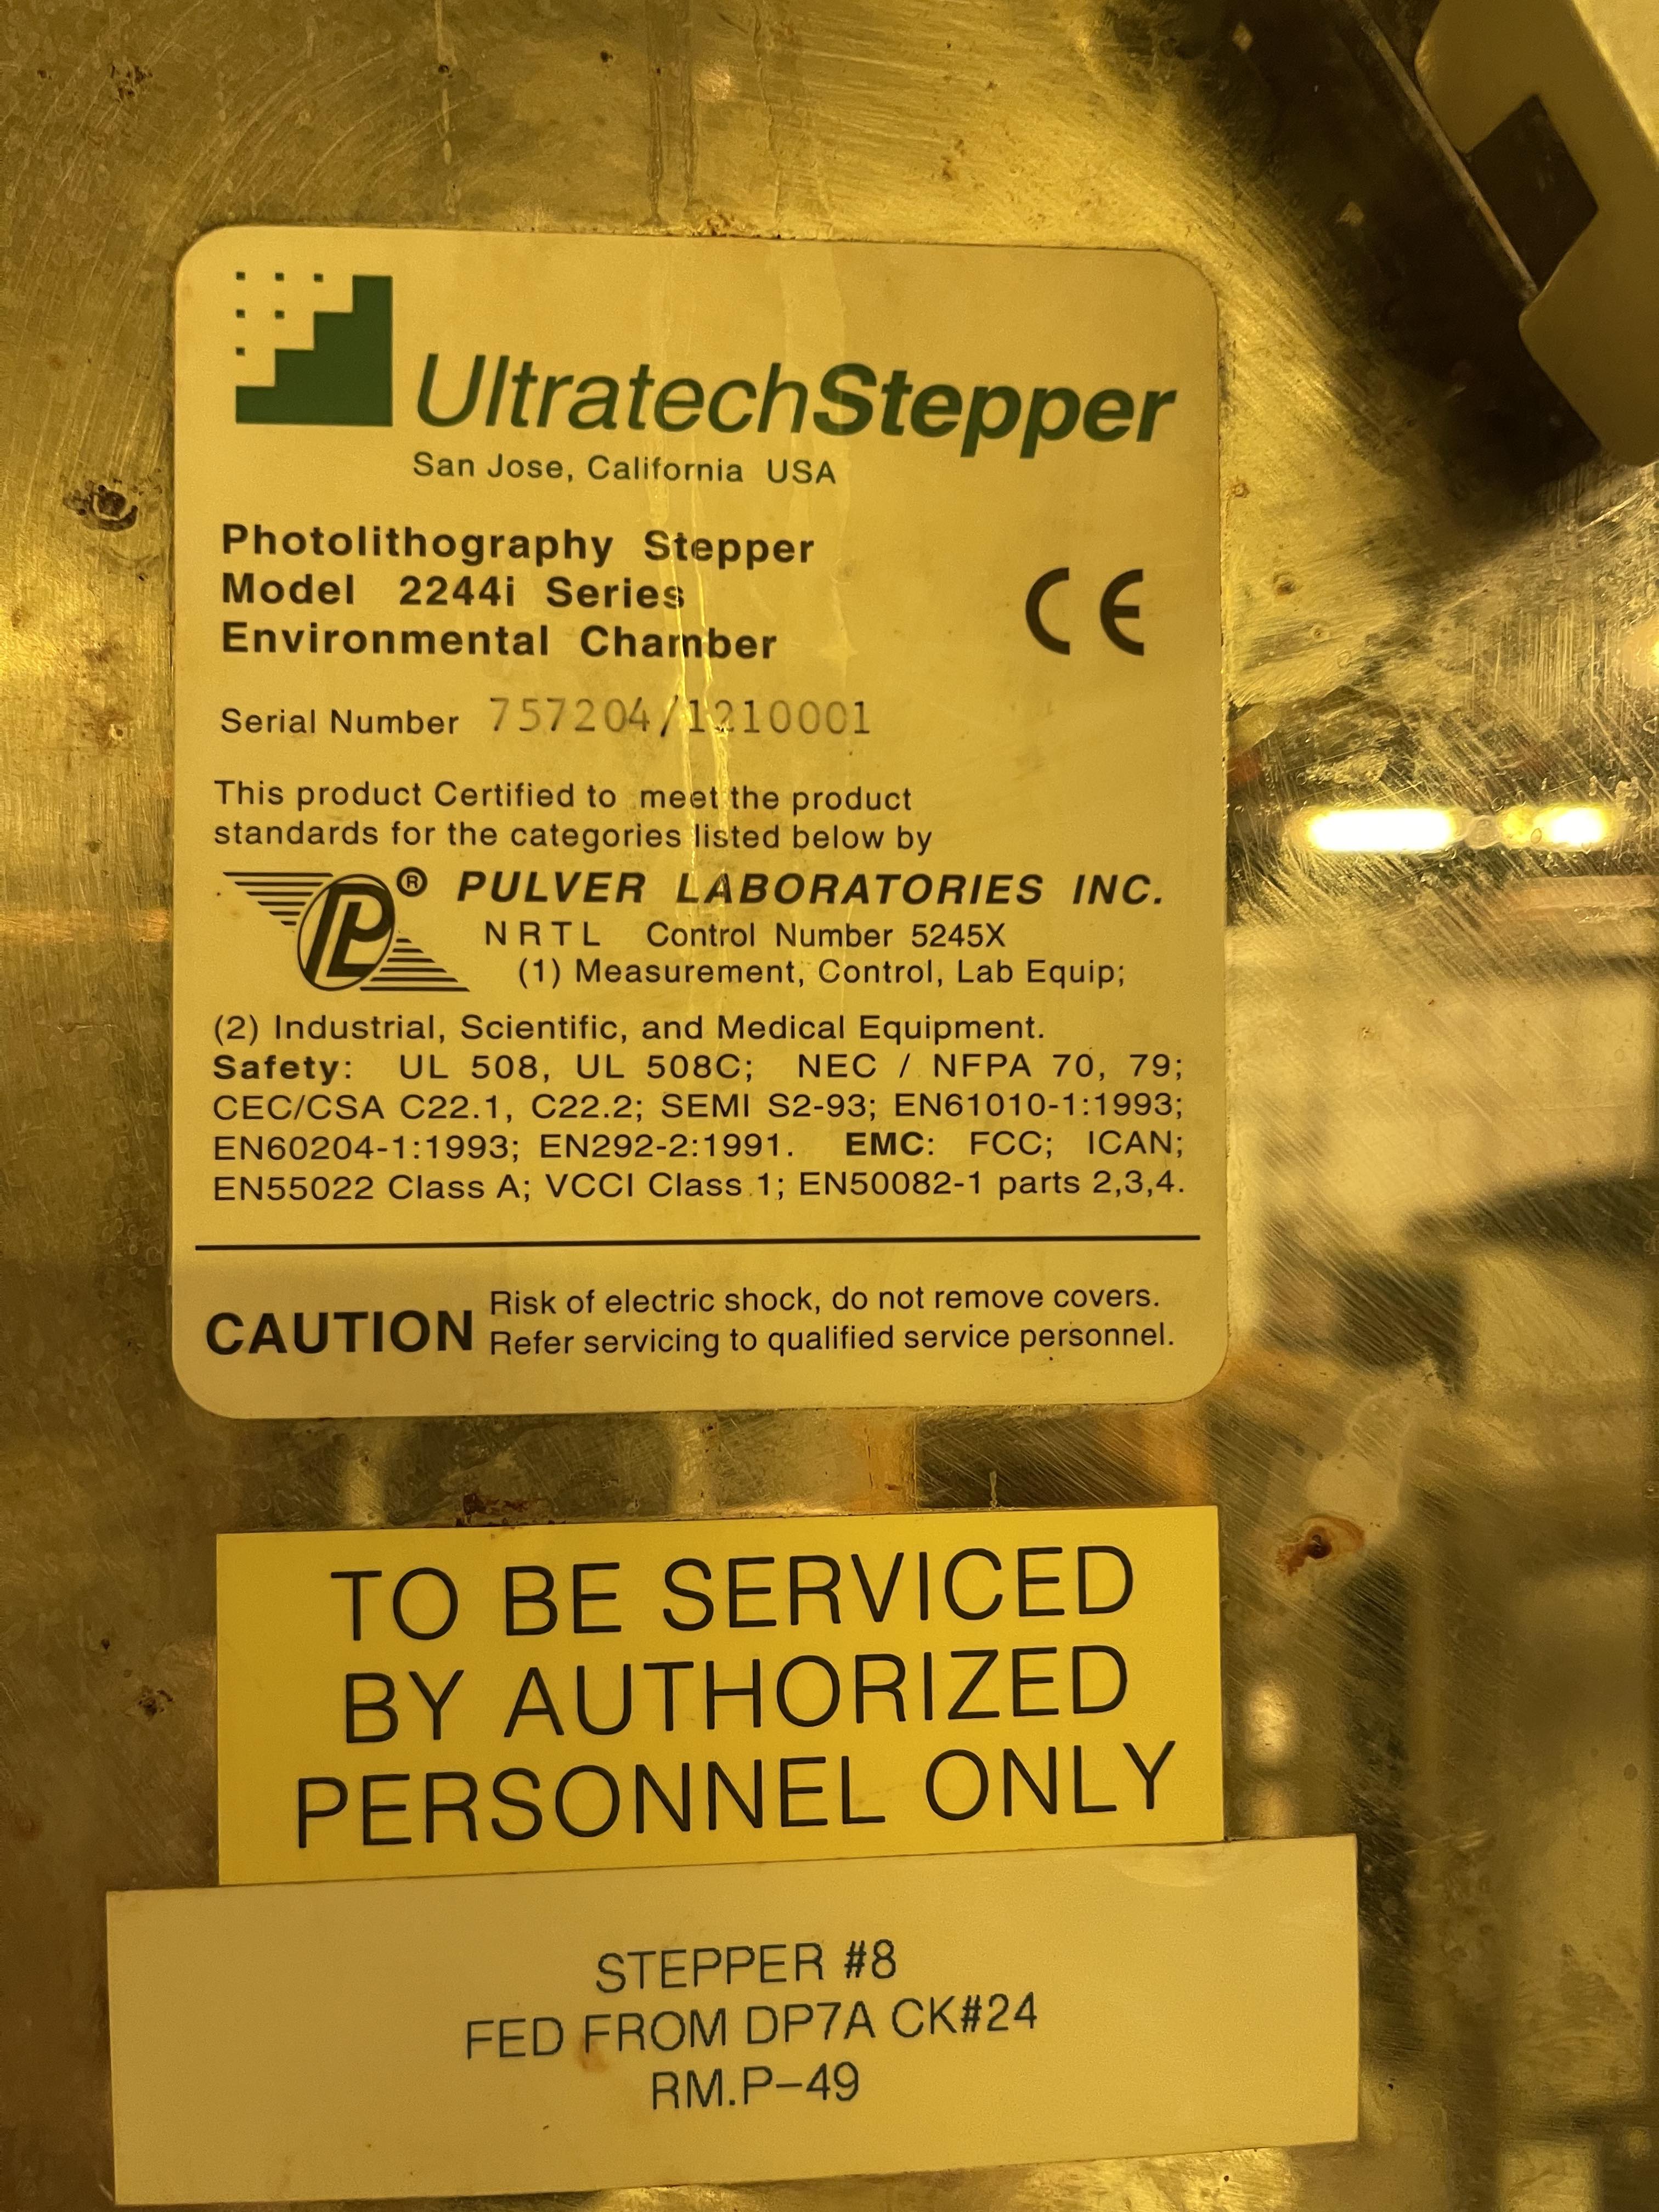 UltratechStepper
San Jose, California USA
Photolithography Stepper
Model 2244i Series
Environmental Chamber
CE
Serial Number 757204/1210001
This product Certified to meet the product
standards for the categories listed below by
PL® PULVER LABORATORIES INC.
NRTL Control Number 5245X
(1) Measurement, Control, Lab Equip;
(2) Industrial, Scientific, and Medical Equipment.
Safety: UL 508, UL 508C; NEC / NFPA 70, 79;
CEC/CSA C22.1, C22.2; SEMI S2-93; EN61010-1:1993;
EN60204-1:1993; EN292-2:1991. EMC: FCC; ICAN;
EN55022 Class A; VCCI Class 1; EN50082-1 parts 2,3,4.
CAUTION Risk of electric shock, do not remove covers.
Refer servicing to qualified service personnel.
TO BE SERVICED
BY AUTHORIZED
PERSONNEL ONLY
STEPPER #8
FED FROM DP7A CK#24
RM.P-49